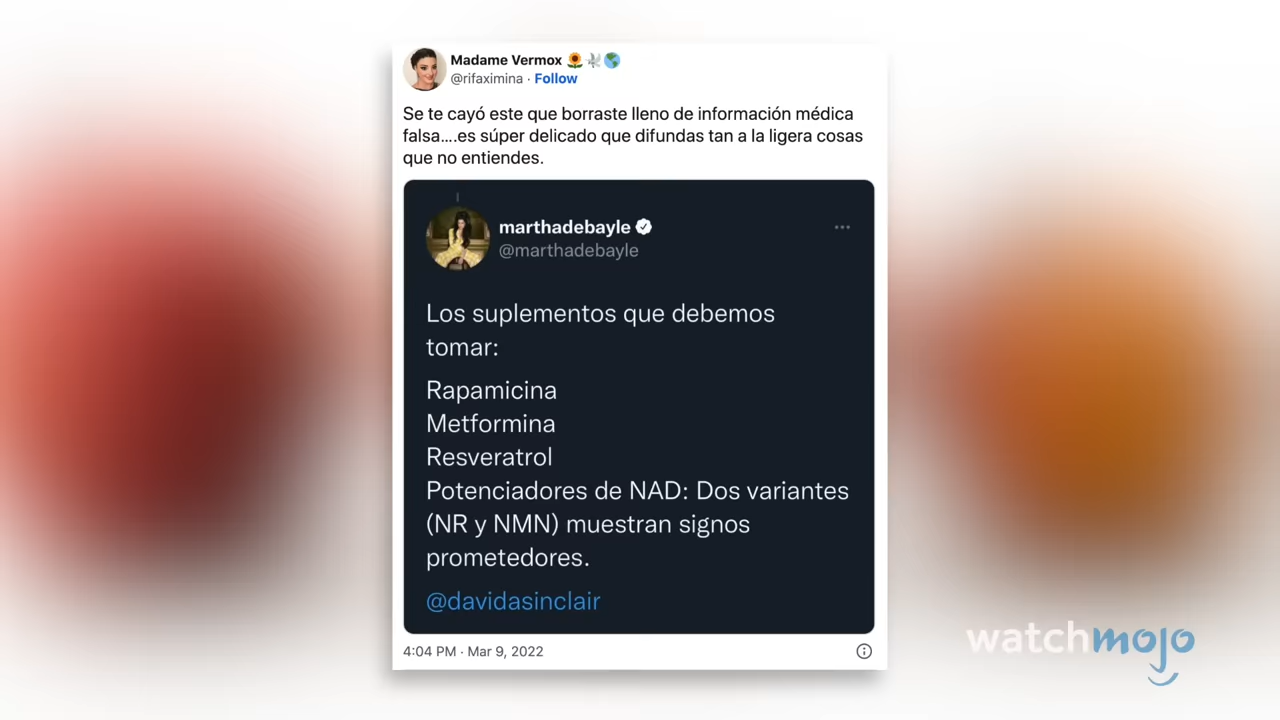 Madame Vermox 🌻🕊🌎
@rifaximina · Follow
Se te cayó este que borraste lleno de información médica
falsa....es súper delicado que difundas tan a la ligera cosas
que no entiendes.
marthadebayle
@marthadebayle
Los suplementos que debemos
tomar:
Rapamicina
Metformina
Resveratrol
Potenciadores de NAD: Dos variantes
(NR y NMN) muestran signos
prometedores.
@davidasinclair
4:04 PM · Mar 9, 2022
watchmojo